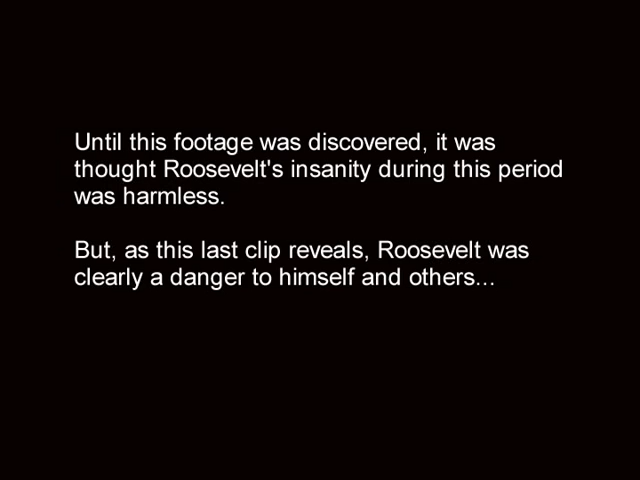 Until this footage was discovered, it was
thought Roosevelt's insanity during this period
was harmless.
But, as this last clip reveals, Roosevelt was
clearly a danger to himself and others...